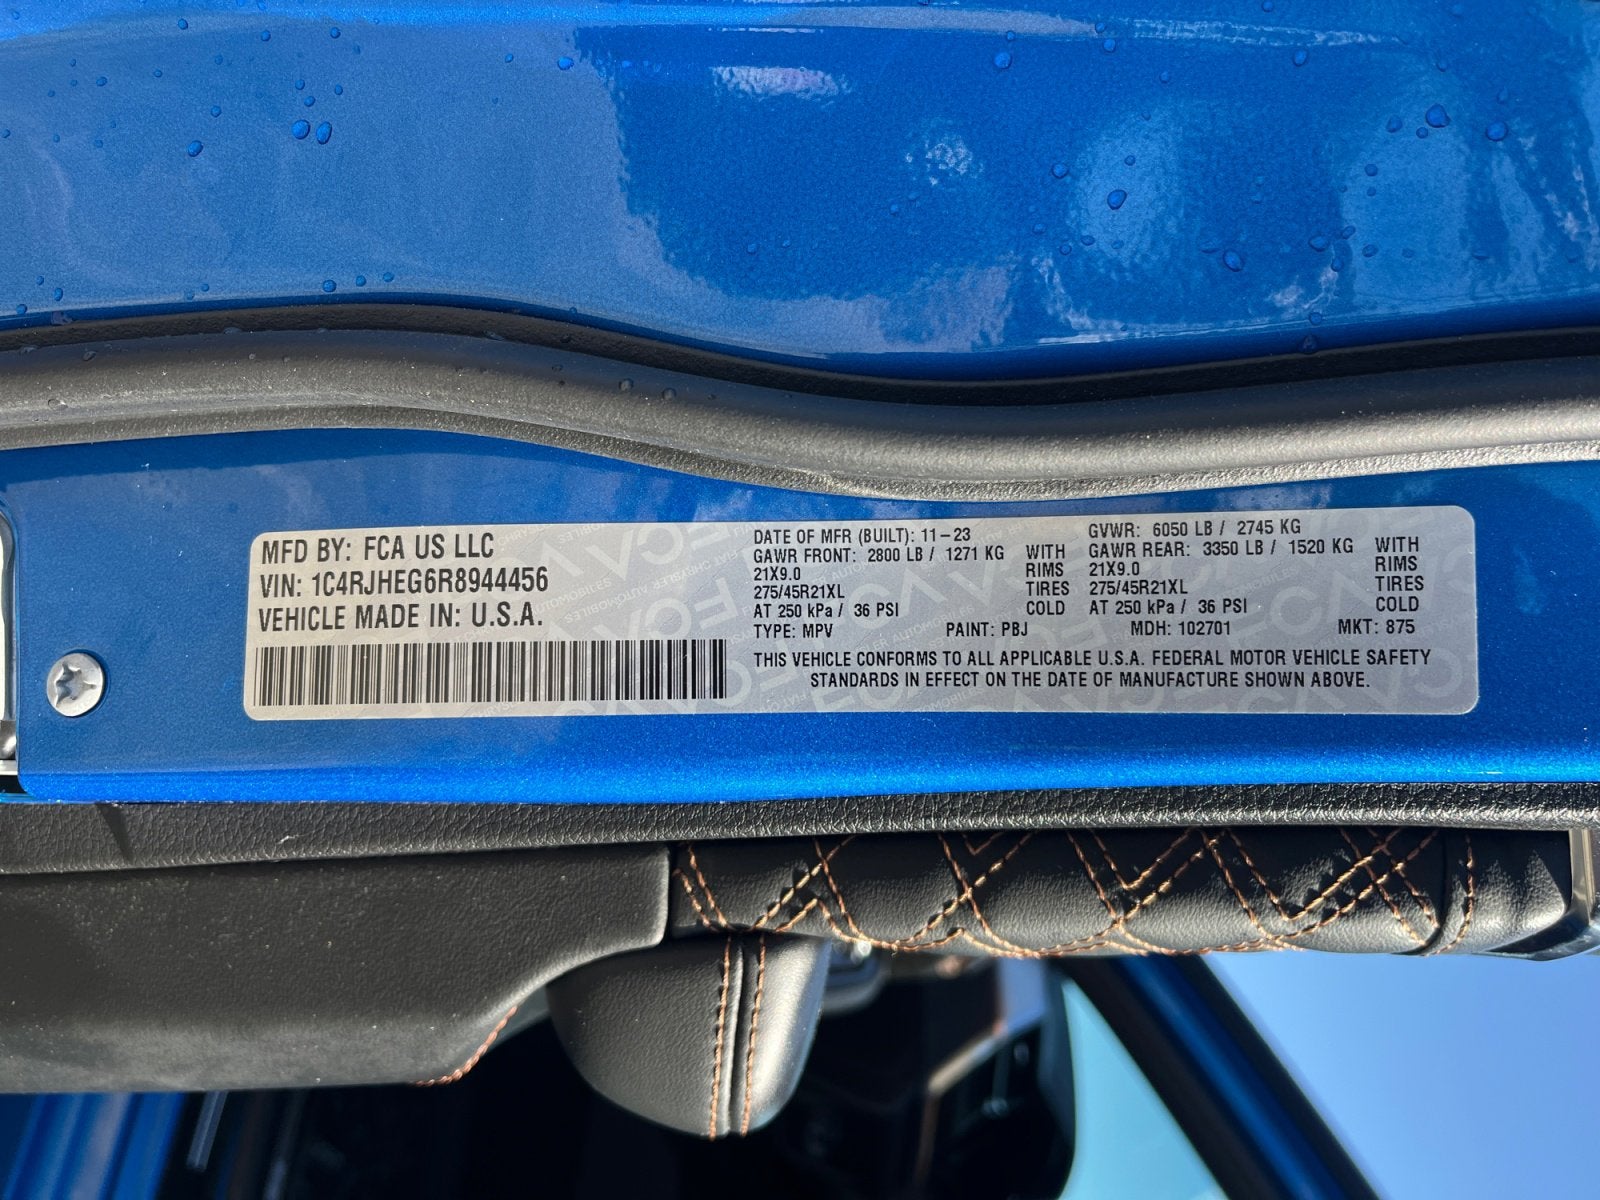 MFD BY: FCA US LLC
VIN: 1C4RJHEG6R8944456
VEHICLE MADE IN: U.S.A.
DATE OF MFR (BUILT): 11-23
GAWR FRONT: 2800 LB / 1271 KG WITH
21X9.0 RIMS
275/45R21XL TIRES
AT 250 kPa / 36 PSI COLD
GVWR: 6050 LB / 2745 KG
GAWR REAR: 3350 LB / 1520 KG WITH
21X9.0 RIMS
275/45R21XL TIRES
AT 250 kPa / 36 PSI COLD
TYPE: MPV PAINT: PBJ MDH: 102701 MKT: 875
THIS VEHICLE CONFORMS TO ALL APPLICABLE U.S.A. FEDERAL MOTOR VEHICLE SAFETY
STANDARDS IN EFFECT ON THE DATE OF MANUFACTURE SHOWN ABOVE.